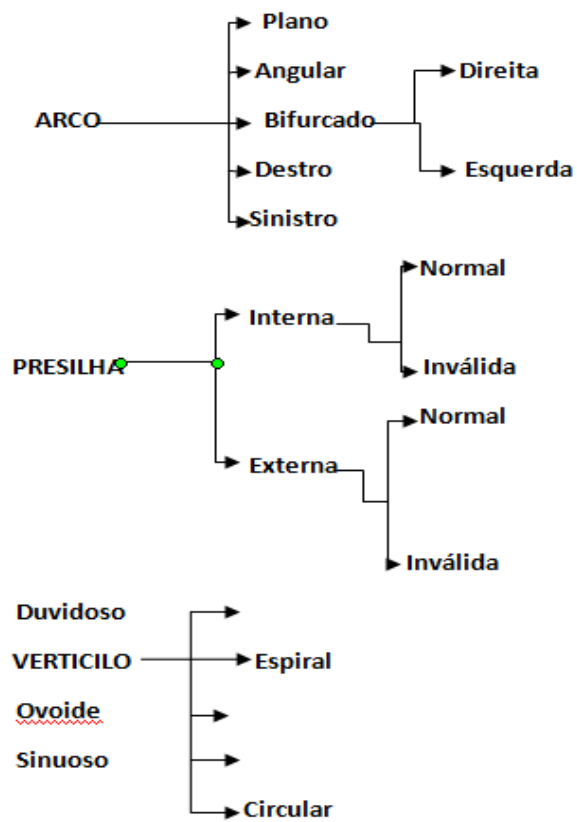 Plano
Angular
Direita
ARCO
Bifurcado
Destro
Esquerda
Sinistro
Normal
Interna
PRESILHA
Inválida
Normal
Externa
Inválida
Duvidoso
VERTICILO
Espiral
Ovoide
Sinuoso
Circular